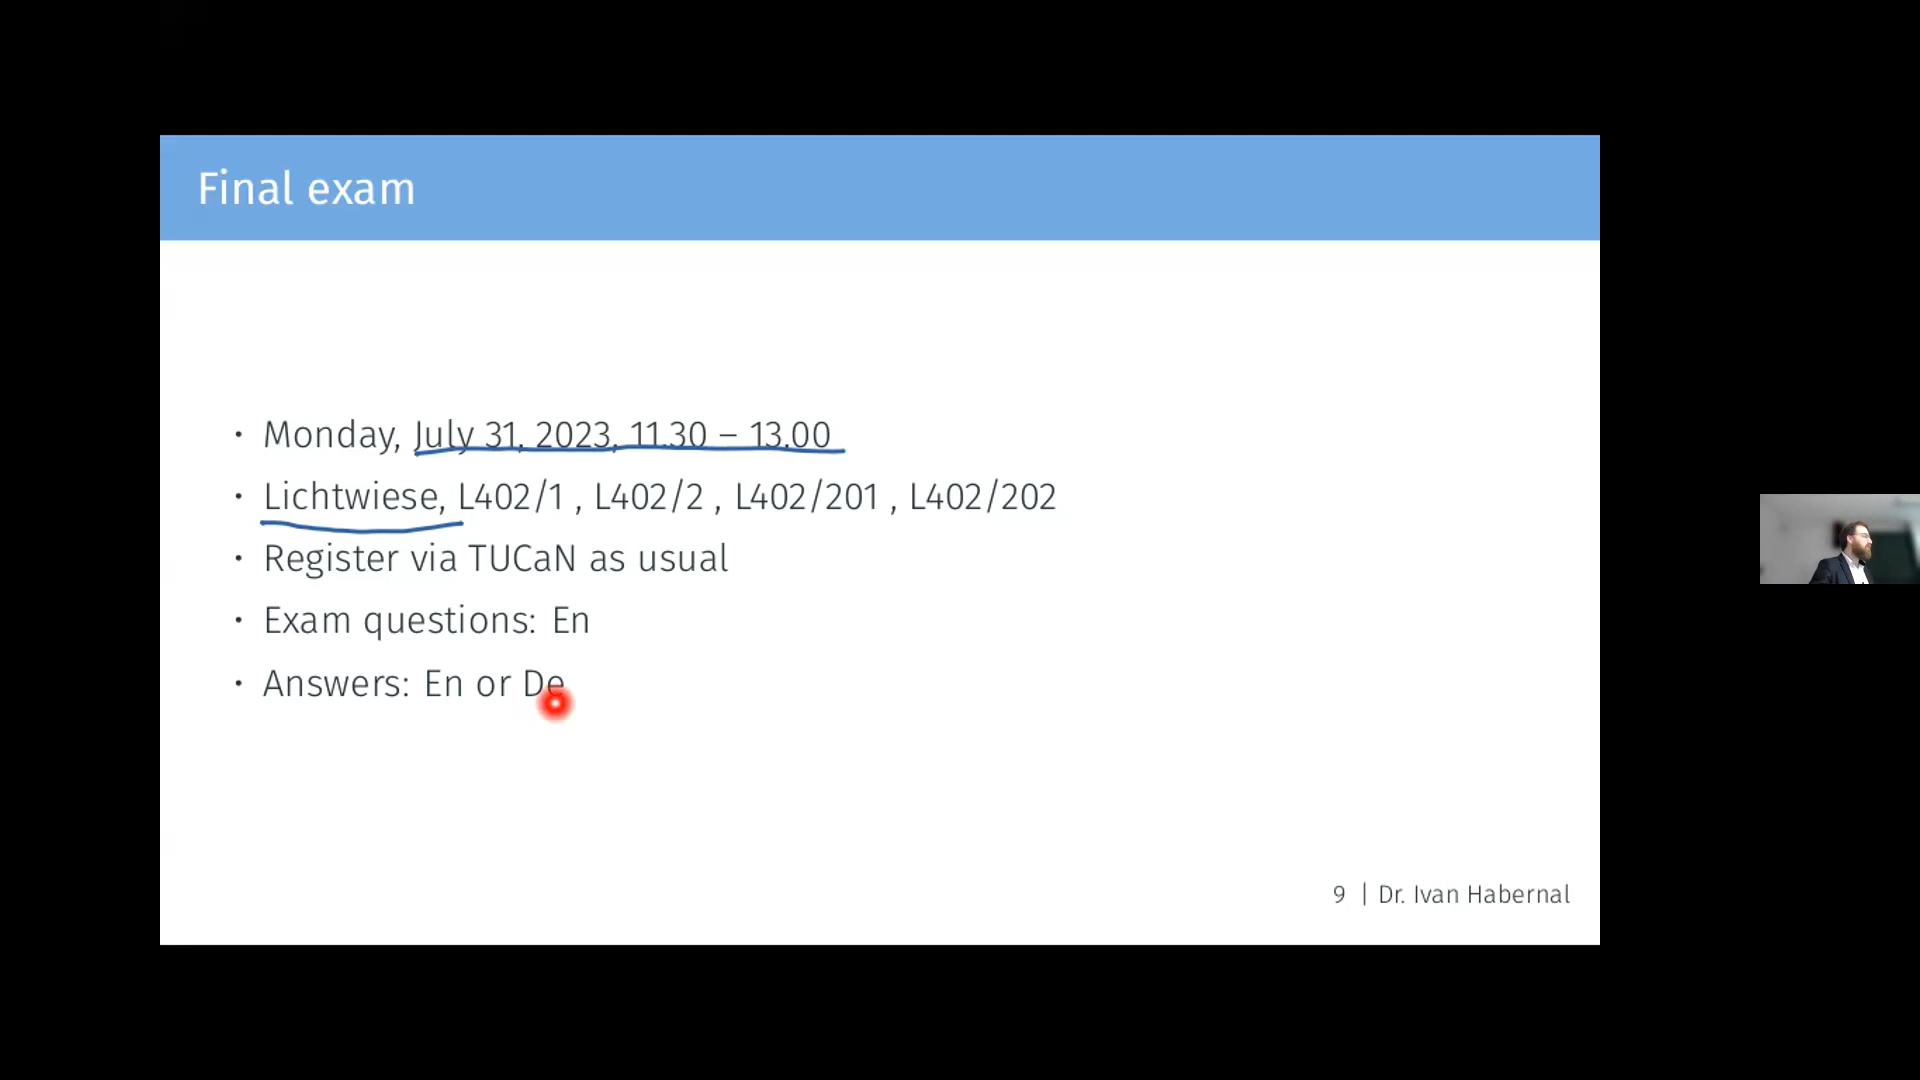 Final exam
• Monday, July 31, 2023, 11.30 – 13.00
• Lichtwiese, L402/1 , L402/2 , L402/201 , L402/202
• Register via TUCaN as usual
• Exam questions: En
• Answers: En or De
9 | Dr. Ivan Habernal